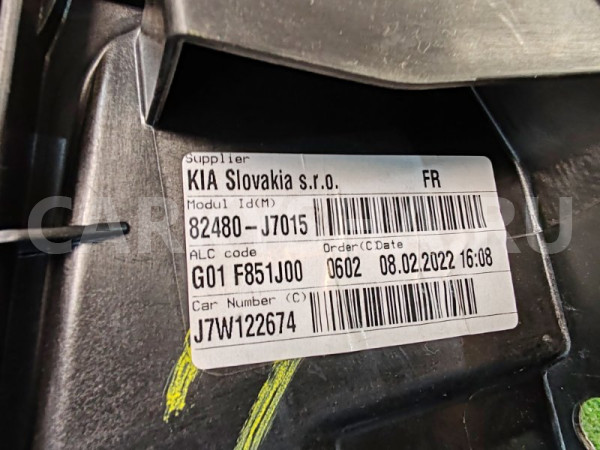 Supplier
KIA Slovakia s.r.o. FR
Modul Id(M)
82480-J7015
ALC code Order(C Date
G01 F851J00 0602 08.02.2022 16:08
Car Number (C)
J7W122674